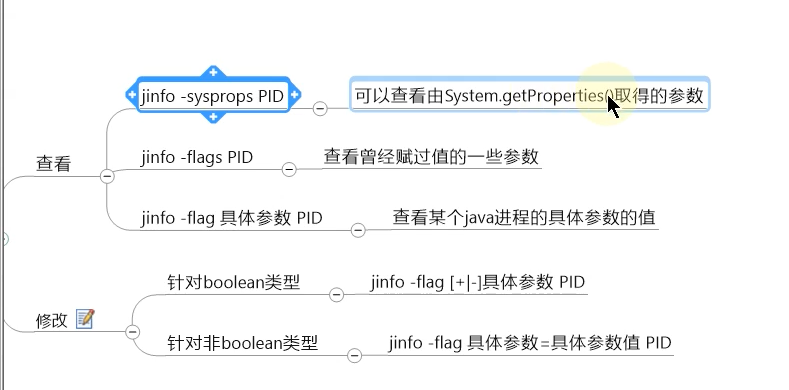 jinfo -sysprops PID
可以查看由System.getProperties()取得的参数
查看
jinfo -flags PID
查看曾经赋过值的一些参数
jinfo -flag 具体参数 PID
查看某个java进程的具体参数的值
修改
针对boolean类型
jinfo -flag [+|-]具体参数 PID
针对非boolean类型
jinfo -flag 具体参数=具体参数值 PID